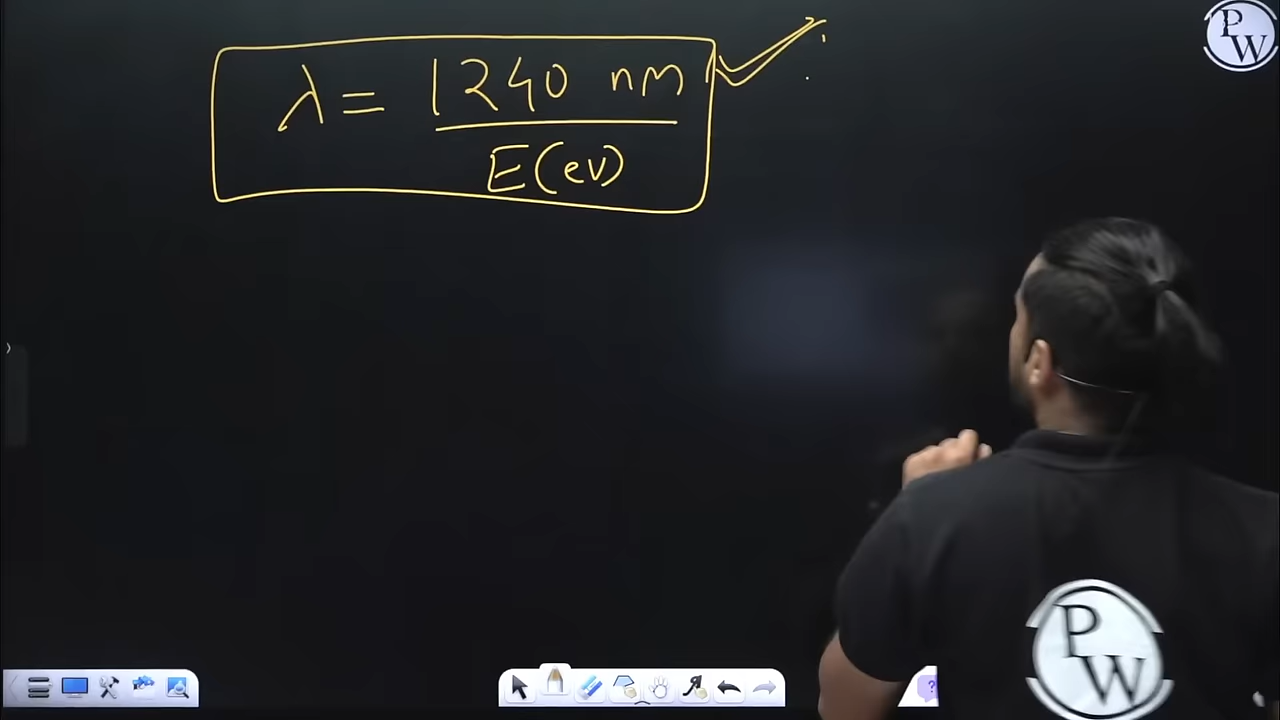 λ = 1240 nm
E(ev)
PW
PW